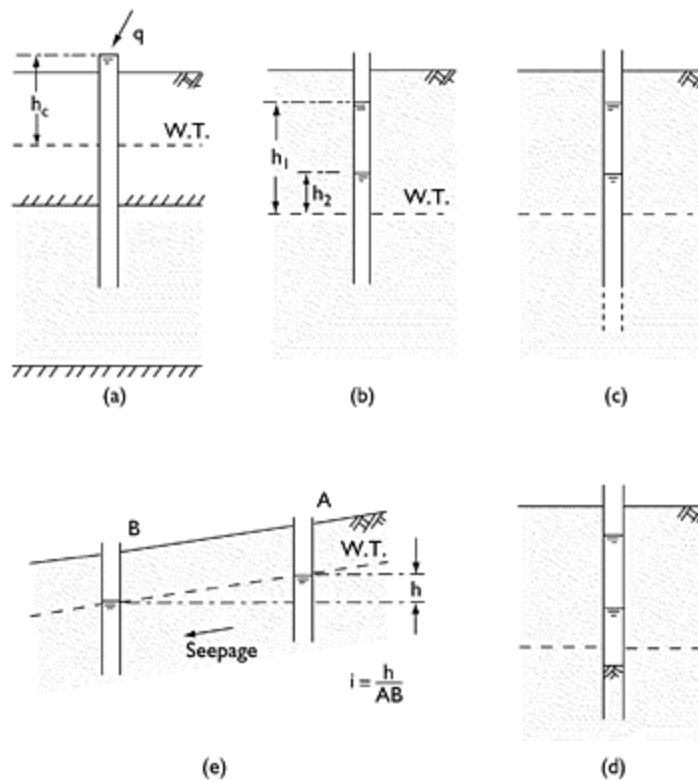 q
h_c
W.T.
(a)
h_1
h_2
W.T.
(b)
(c)
B
A
W.T.
h
Seepage
i = h/AB
(e)
(d)